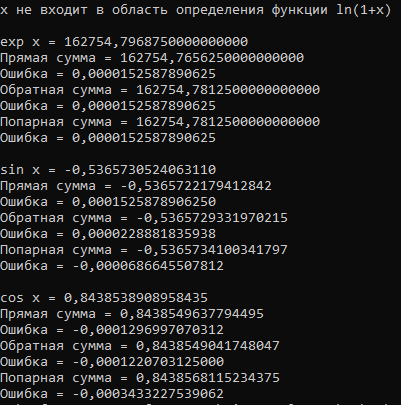 x не входит в область определения функции ln(1+x)
exp x = 162754,7968750000000000
Прямая сумма = 162754,7656250000000000
Ошибка = 0,0000152587890625
Обратная сумма = 162754,7812500000000000
Ошибка = 0,0000152587890625
Попарная сумма = 162754,7812500000000000
Ошибка = 0,0000152587890625
sin x = -0,5365730524063110
Прямая сумма = -0,5365722179412842
Ошибка = 0,0001525878906250
Обратная сумма = -0,5365729331970215
Ошибка = 0,0000228881835938
Попарная сумма = -0,5365734100341797
Ошибка = -0,0000686645507812
cos x = 0,8438538908958435
Прямая сумма = 0,8438549637794495
Ошибка = -0,0001296997070312
Обратная сумма = 0,8438549041748047
Ошибка = -0,0001220703125000
Попарная сумма = 0,8438568115234375
Ошибка = -0,0003433227539062